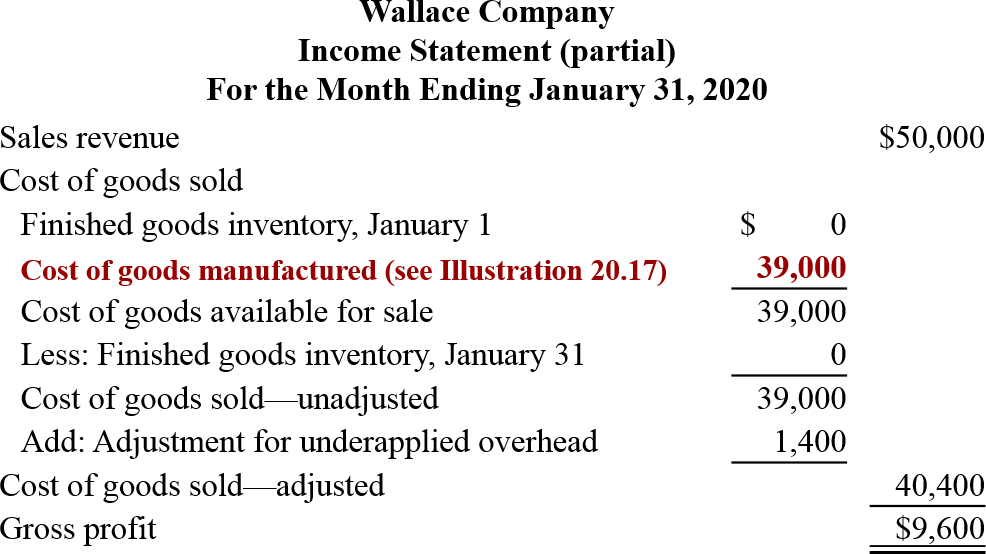 Wallace Company
Income Statement (partial)
For the Month Ending January 31, 2020
Sales revenue $50,000
Cost of goods sold
Finished goods inventory, January 1 $ 0
Cost of goods manufactured (see Illustration 20.17) 39,000
Cost of goods available for sale 39,000
Less: Finished goods inventory, January 31 0
Cost of goods sold—unadjusted 39,000
Add: Adjustment for underapplied overhead 1,400
Cost of goods sold—adjusted 40,400
Gross profit $9,600